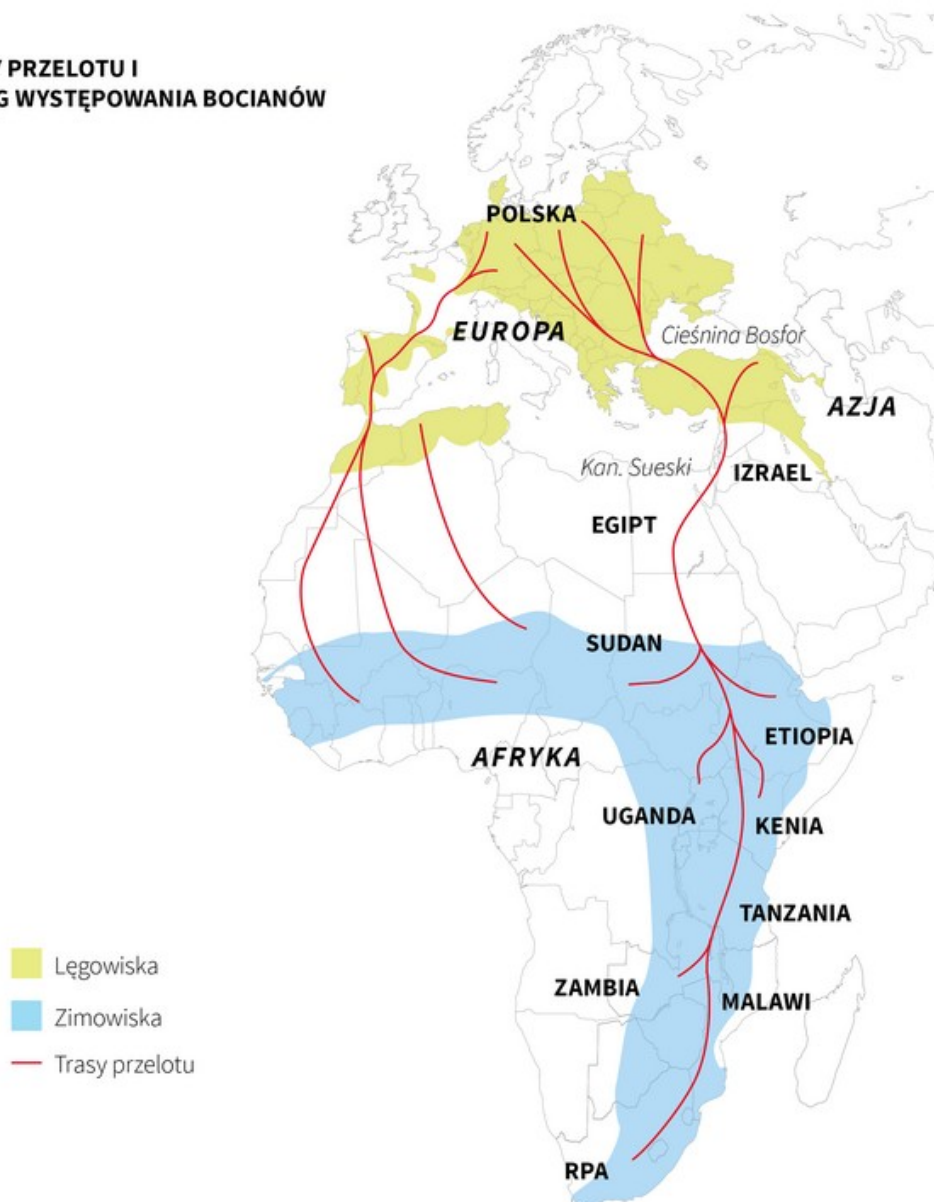 PRZELOTU I
WYSTĘPOWANIA BOCIANÓW
POLSKA
EUROPA
Cieśnina Bosfor
AZJA
Kan. Sueski
IZRAEL
EGIPT
SUDAN
ETIOPIA
AFRYKA
UGANDA
KENIA
TANZANIA
ZAMBIA
MALAWI
RPA
Lęgowiska
Zimowiska
Trasy przelotu